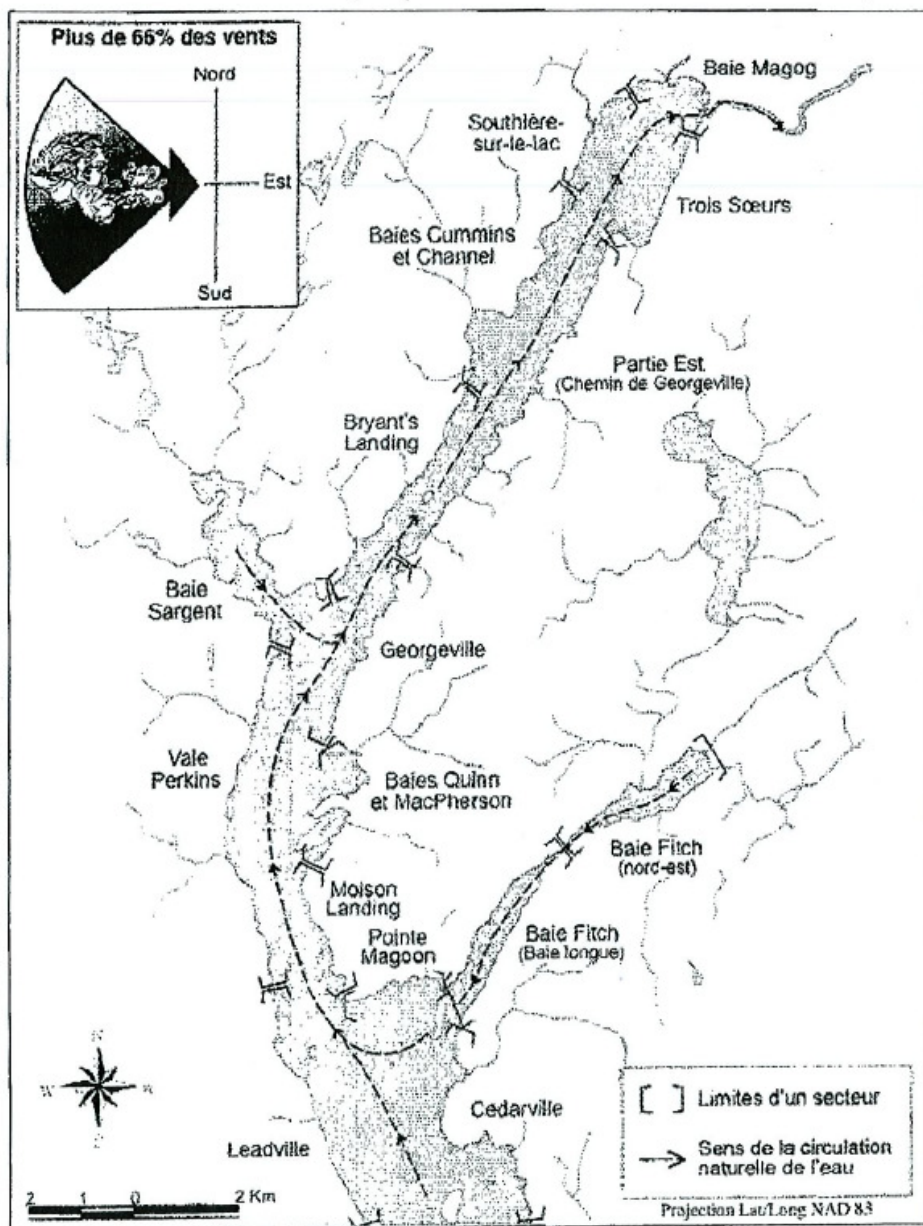 Plus de 66% des vents
Nord
Est
Sud
Baie Magog
Southière-
sur-le-lac
Trois Sœurs
Baies Cummins
et Channel
Partie Est
(Chemin de Georgeville)
Bryant's
Landing
Baie
Sargent
Georgeville
Vale
Perkins
Baies Quinn
et MacPherson
Baie Fitch
(nord-est)
Molson
Landing
Pointe
Magoon
Baie Fitch
(Baie longue)
N
W
Cedarville
Leadville
[ ] Limites d'un secteur
Sens de la circulation
naturelle de l'eau
2 1 0 2 Km
Projection Lat/Long NAD 83